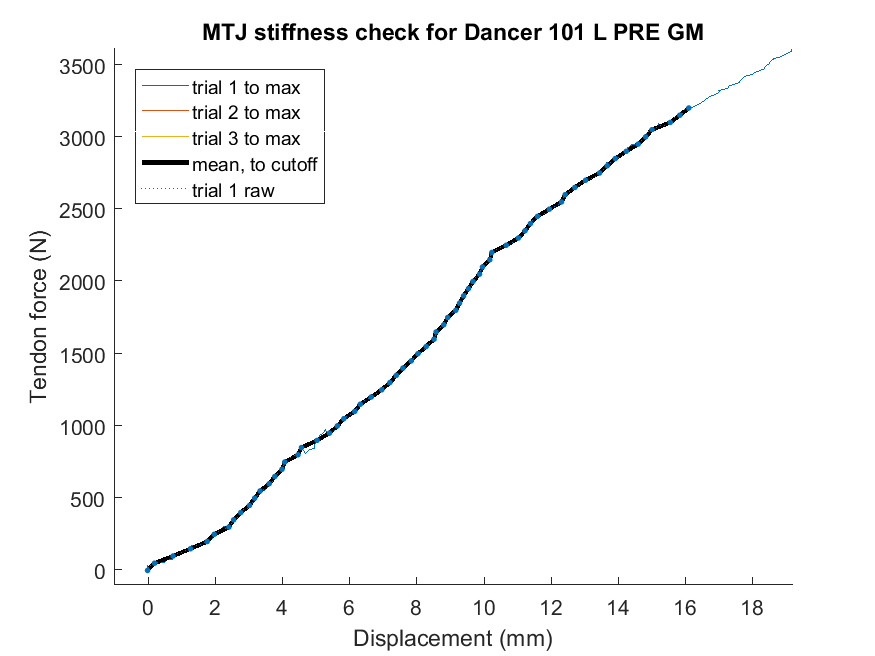 MTJ stiffness check for Dancer 101 L PRE GM
3500
3000
2500
2000
1500
1000
500
0
Tendon force (N)
trial 1 to max
trial 2 to max
trial 3 to max
mean, to cutoff
trial 1 raw
0 2 4 6 8 10 12 14 16 18
Displacement (mm)